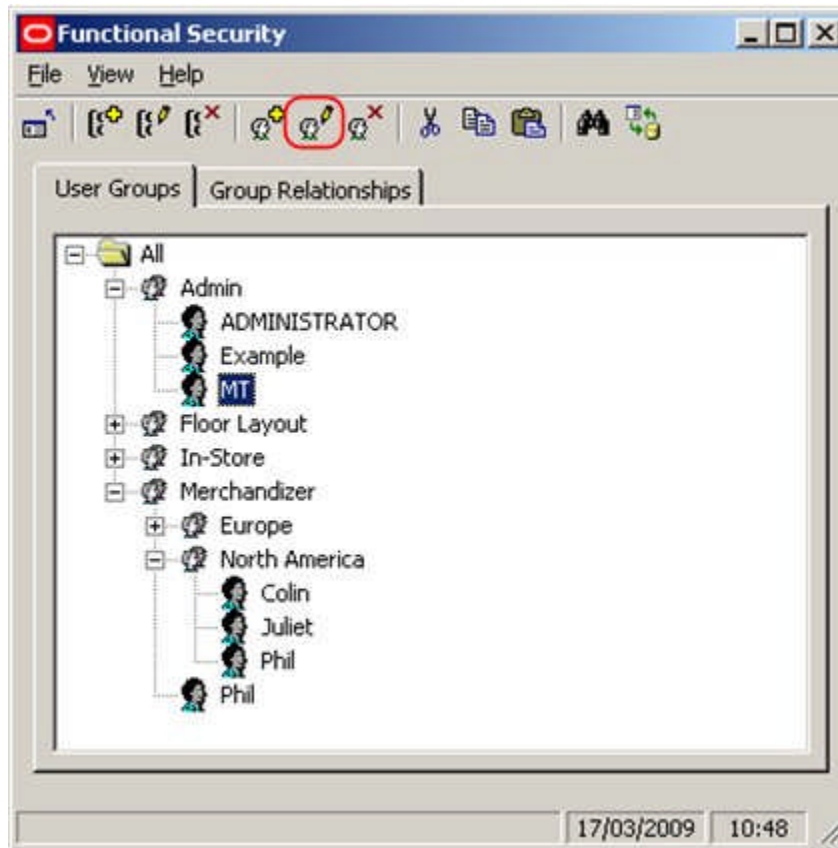 Functional Security
File View Help
User Groups Group Relationships
All
Admin
ADMINISTRATOR
Example
MT
Floor Layout
In-Store
Merchandizer
Europe
North America
Colin
Juliet
Phil
Phil
17/03/2009 10:48